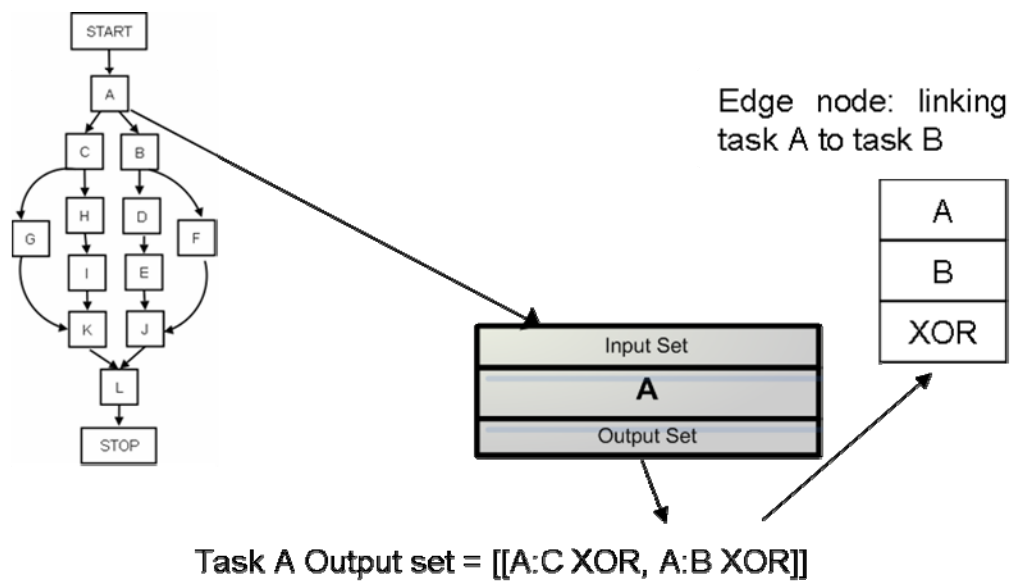 START
A
C
B
H
D
G
F
I
E
K
J
L
STOP
Edge node: linking
task A to task B
A
B
XOR
Input Set
A
Output Set
Task A Output set = [[A:C XOR, A:B XOR]]